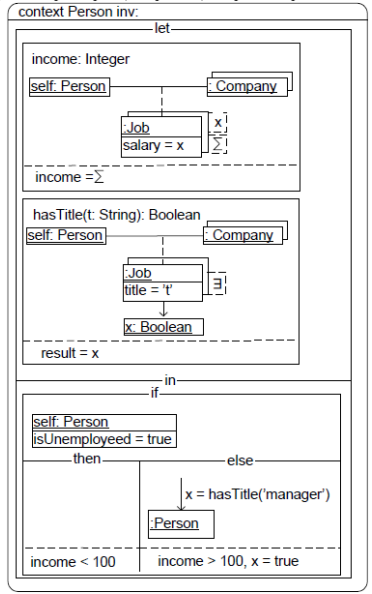 context Person inv:
let
income: Integer
self: Person
: Company
:Job
x
salary = x
Σ
income =Σ
hasTitle(t: String): Boolean
self: Person
: Company
:Job
title = 't'
∃
x: Boolean
result = x
in
if
self: Person
isUnemployeed = true
then
else
x = hasTitle('manager')
:Person
income < 100
income > 100, x = true